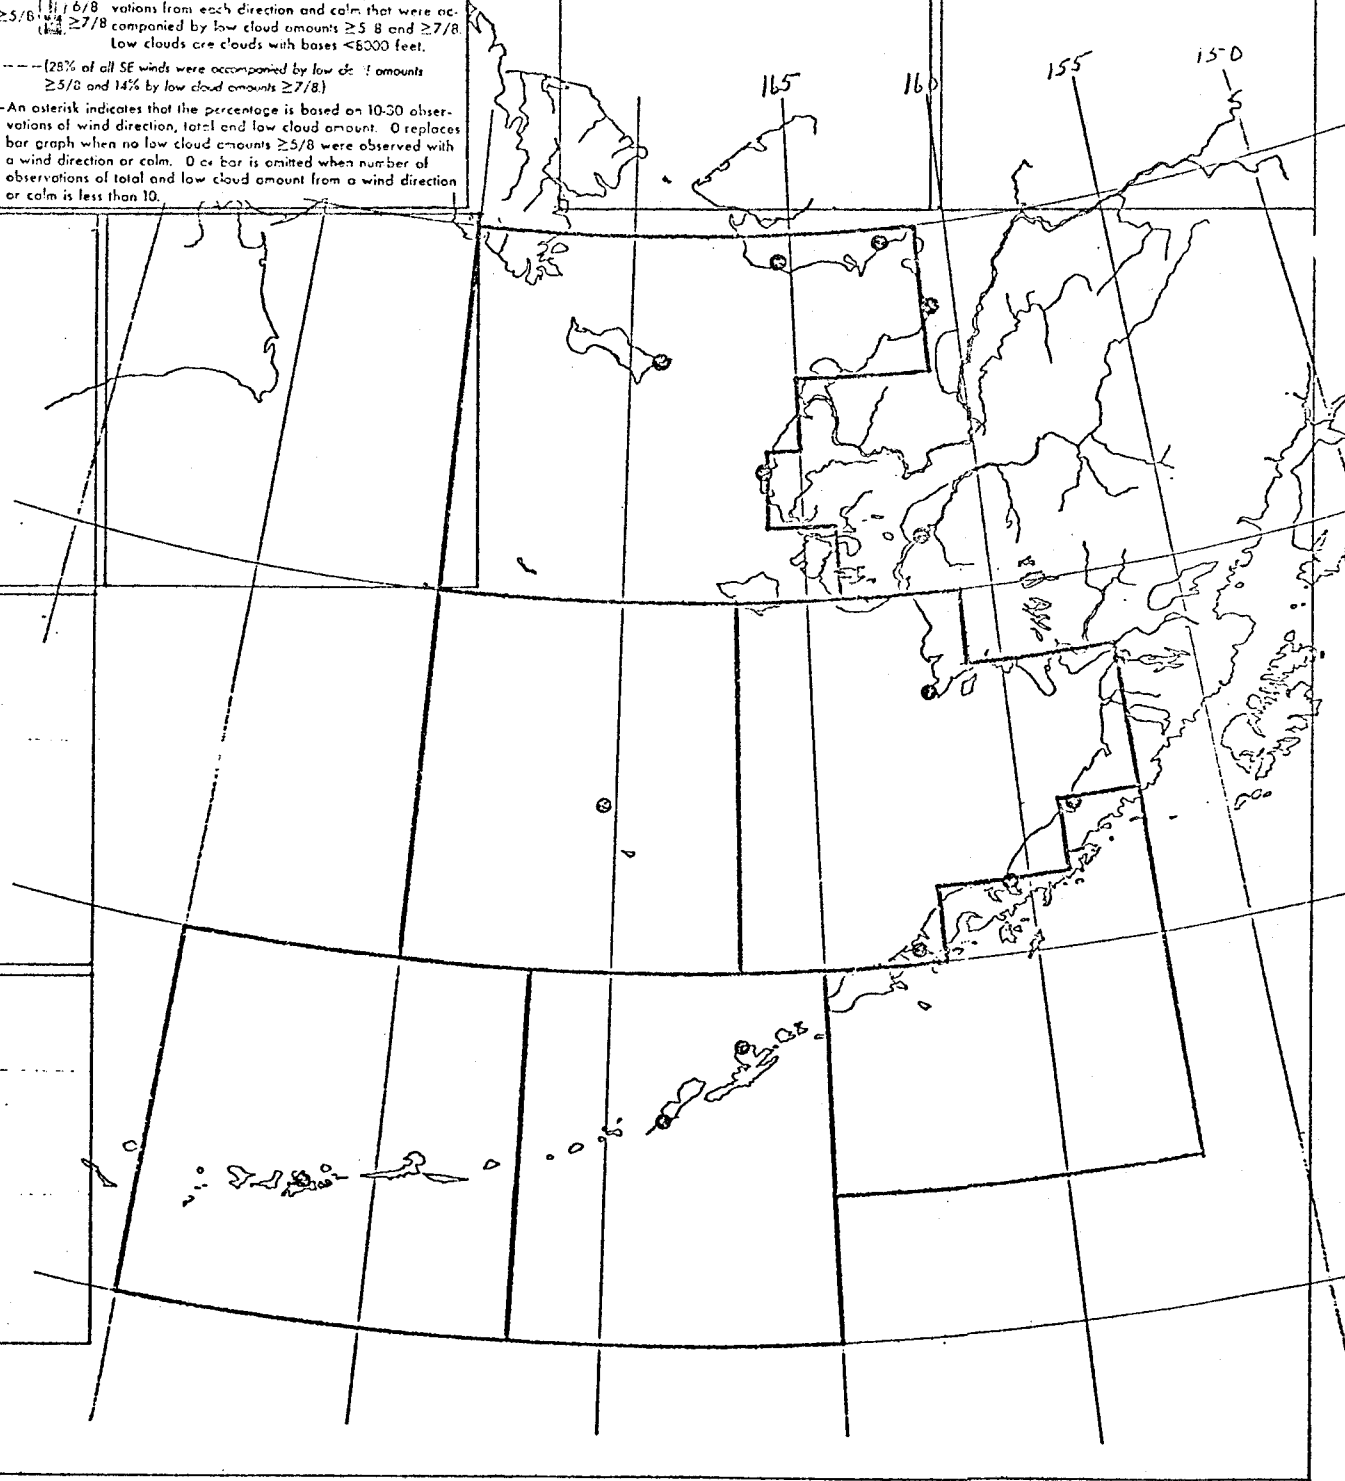 ≥5/8 6/8 vations from each direction and calm that were ac-
≥7/8 companied by low cloud amounts ≥5 8 and ≥7/8.
Low clouds are clouds with bases <8000 feet.
---(28% of all SE winds were accompanied by low amounts
≥5/8 and 14% by low cloud amounts ≥7/8.)
-An asterisk indicates that the percentage is based on 10-30 obser-
vations of wind direction, total and low cloud amount. 0 replaces
bar graph when no low cloud amounts ≥5/8 were observed with
a wind direction or calm. 0 or bar is omitted when number of
observations of total and low cloud amount from a wind direction
or calm is less than 10.
165
160
155
150